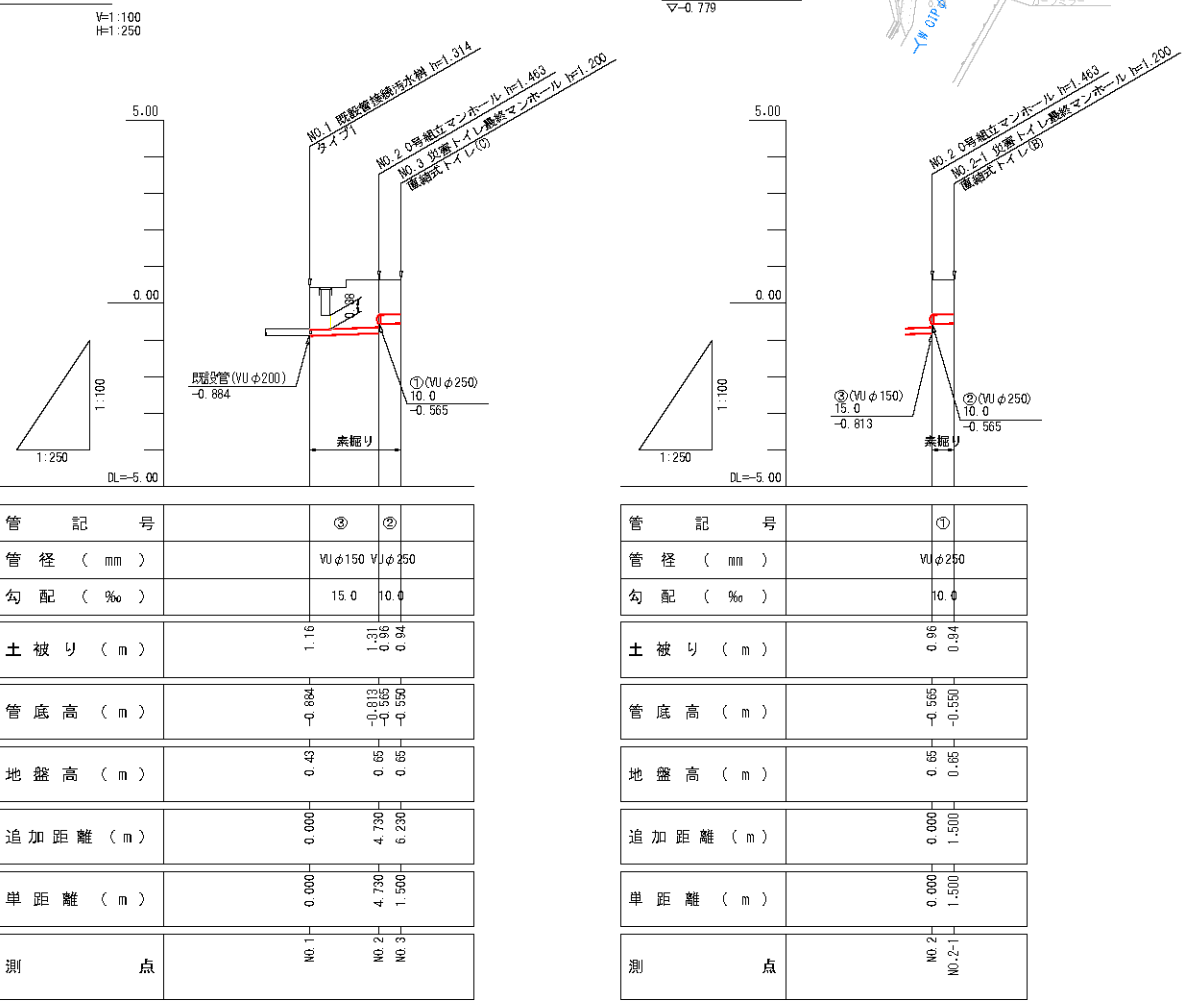 V=1:100
H=1:250
▽-0.779
W CIPφ
カーブミラー
NO.1 既設管接続汚水桝 h=1.314
タイプ1
NO.2 0号組立マンホール h=1.463
NO.3 災害トイレ最終マンホール h=1.200
直結式トイレ(C)
5.00
0.00
0.38
既設管(VUφ200)
-0.884
①(VUφ250)
10.0
-0.565
素掘り
1:100
1:250
DL=-5.00
管記号 ③ ②
管径(mm) VUφ150 VUφ250
勾配(‰) 15.0 10.0
土被り(m) 1.16 1.31 0.96 0.94
管底高(m) -0.884 -0.813 -0.565 -0.550
地盤高(m) 0.43 0.65 0.65
追加距離(m) 0.000 4.730 6.230
単距離(m) 0.000 4.730 1.500
測点 NO.1 NO.2 NO.3
NO.2 0号組立マンホール h=1.463
NO.2-1 災害トイレ最終マンホール h=1.200
直結式トイレ(B)
5.00
0.00
③(VUφ150)
15.0
-0.813
②(VUφ250)
10.0
-0.565
素掘り
1:100
1:250
DL=-5.00
管記号 ①
管径(mm) VUφ250
勾配(‰) 10.0
土被り(m) 0.96 0.94
管底高(m) -0.565 -0.550
地盤高(m) 0.65 0.65
追加距離(m) 0.000 1.500
単距離(m) 0.000 1.500
測点 NO.2 NO.2-1